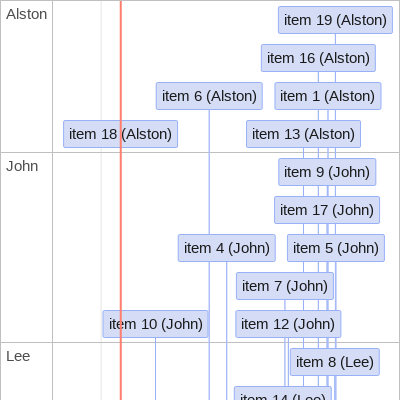 Alston
item 19 (Alston)
item 16 (Alston)
item 6 (Alston)
item 1 (Alston)
item 18 (Alston)
item 13 (Alston)
John
item 9 (John)
item 17 (John)
item 4 (John)
item 5 (John)
item 7 (John)
item 10 (John)
item 12 (John)
Lee
item 8 (Lee)
item 14 (Lee)